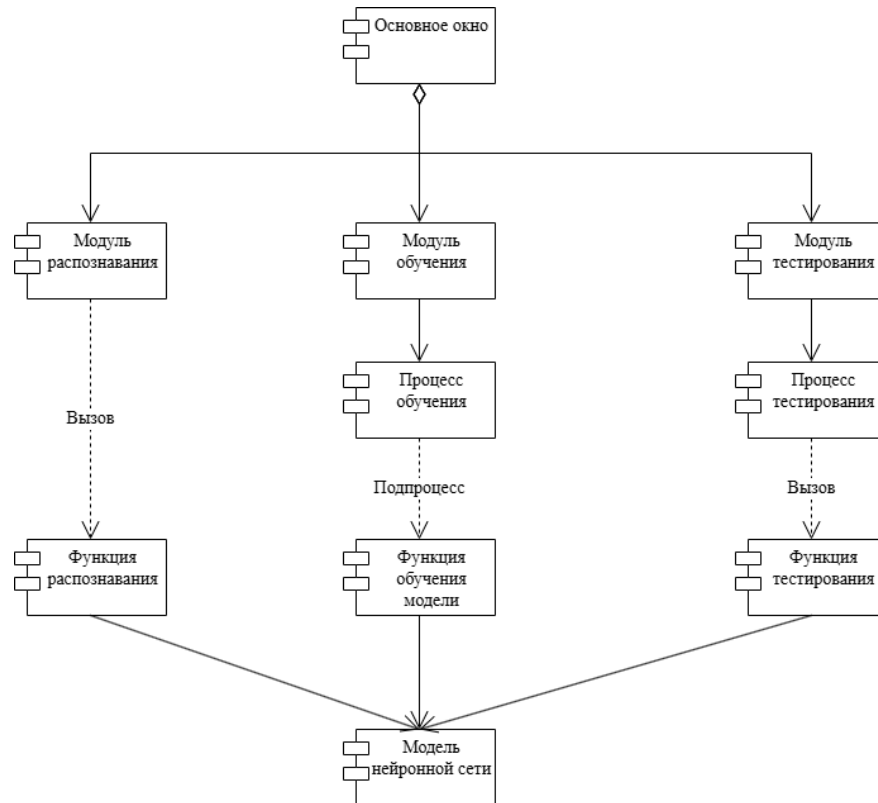 Основное окно
Модуль
распознавания
Модуль
обучения
Модуль
тестирования
Процесс
обучения
Процесс
тестирования
Вызов
Подпроцесс
Вызов
Функция
распознавания
Функция
обучения
модели
Функция
тестирования
Модель
нейронной сети